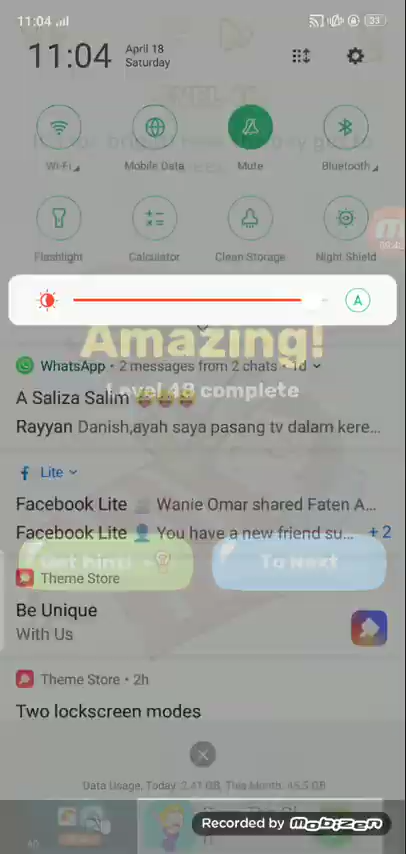 11:04
33
11:04
April 18
Saturday
Wi-Fi
Mobile Data
Mute
Bluetooth
Flashlight
Calculator
Clean Storage
Night Shield
A
Amazing!
WhatsApp • 2 messages from 2 chats • 1d
Level 48 complete
A Saliza Salim
Rayyan Danish,ayah saya pasang tv dalam kere...
Lite
Facebook Lite Wanie Omar shared Faten A...
Facebook Lite You have a new friend su... +2
Get hint:
To Next
Theme Store
Be Unique
With Us
Theme Store • 2h
Two lockscreen modes
Data Usage, Today: 2.41 GB, This Month: 45.5 GB
Recorded by mobizen